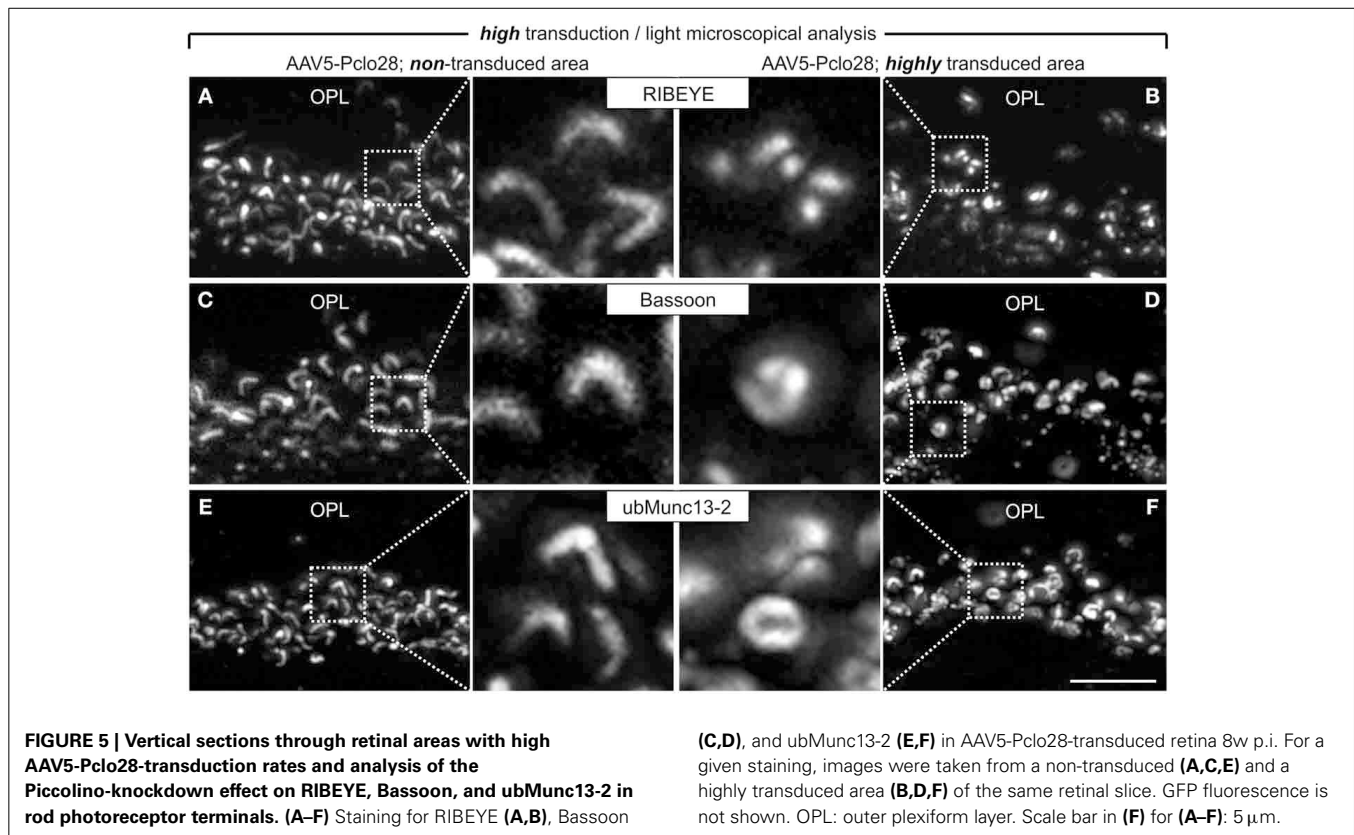 high transduction / light microscopical analysis
AAV5-Pclo28; non-transduced area
AAV5-Pclo28; highly transduced area
A
OPL
RIBEYE
OPL
B
C
OPL
Bassoon
OPL
D
E
OPL
ubMunc13-2
OPL
F
FIGURE 5 | Vertical sections through retinal areas with high
AAV5-Pclo28-transduction rates and analysis of the
Piccolino-knockdown effect on RIBEYE, Bassoon, and ubMunc13-2 in
rod photoreceptor terminals. (A–F) Staining for RIBEYE (A,B), Bassoon
(C,D), and ubMunc13-2 (E,F) in AAV5-Pclo28-transduced retina 8w p.i. For a
given staining, images were taken from a non-transduced (A,C,E) and a
highly transduced area (B,D,F) of the same retinal slice. GFP fluorescence is
not shown. OPL: outer plexiform layer. Scale bar in (F) for (A–F): 5 μm.